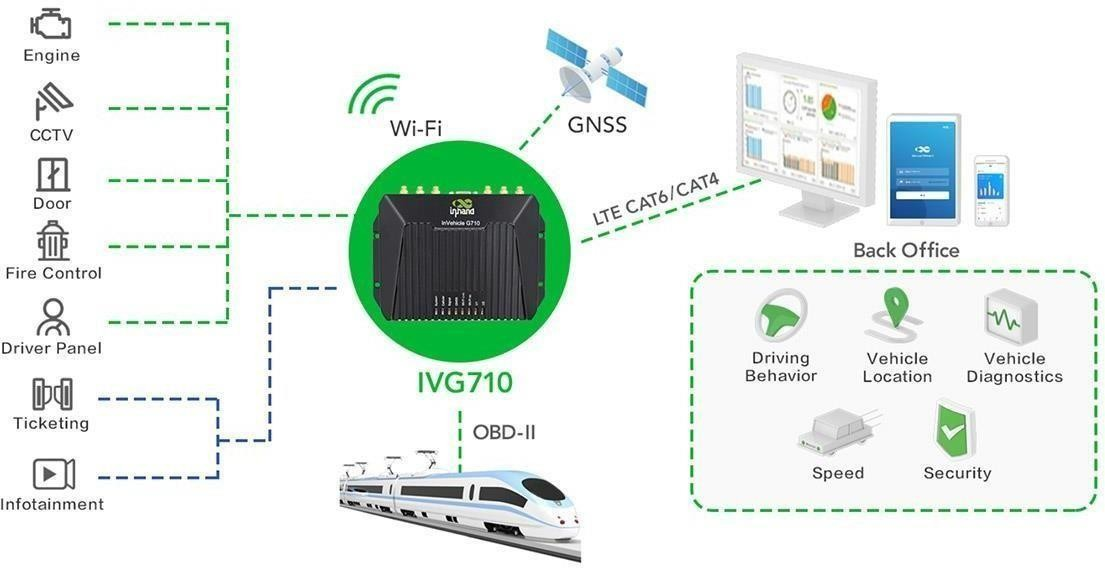 Engine
CCTV
Door
Fire Control
Driver Panel
Ticketing
Infotainment
Wi-Fi
GNSS
inhand
InVehicle G710
IVG710
OBD-II
LTE CAT6/CAT4
Back Office
Driving
Behavior
Vehicle
Location
Vehicle
Diagnostics
Speed
Security